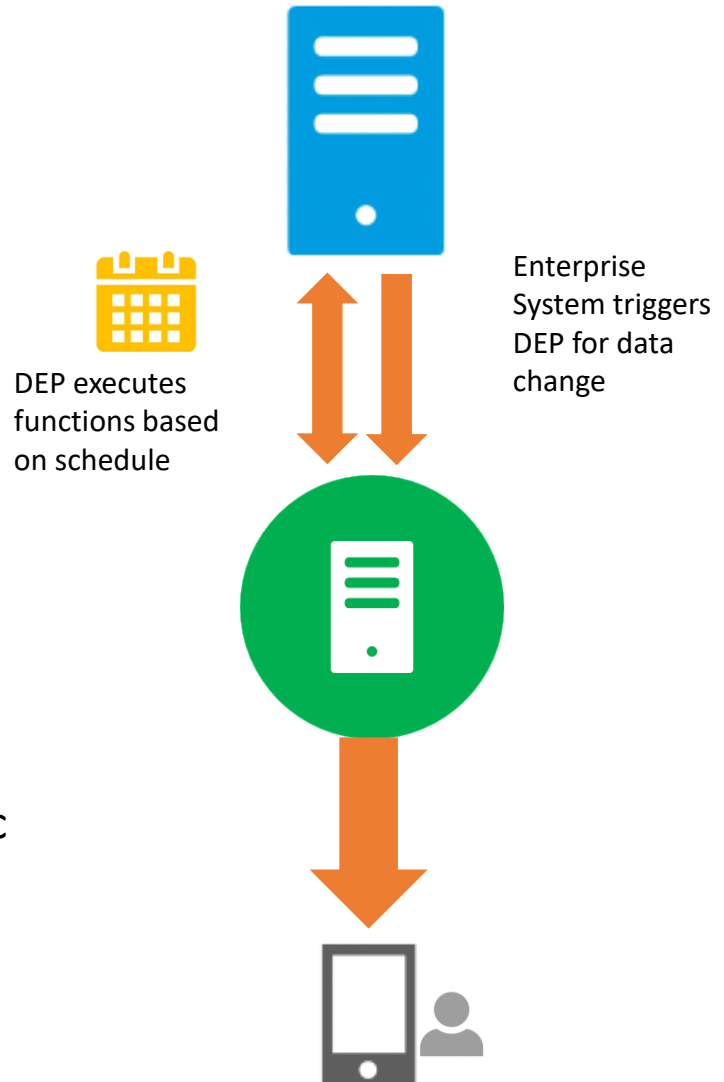 Enterprise
System triggers
DEP for data
change
DEP executes
functions based
on schedule
c